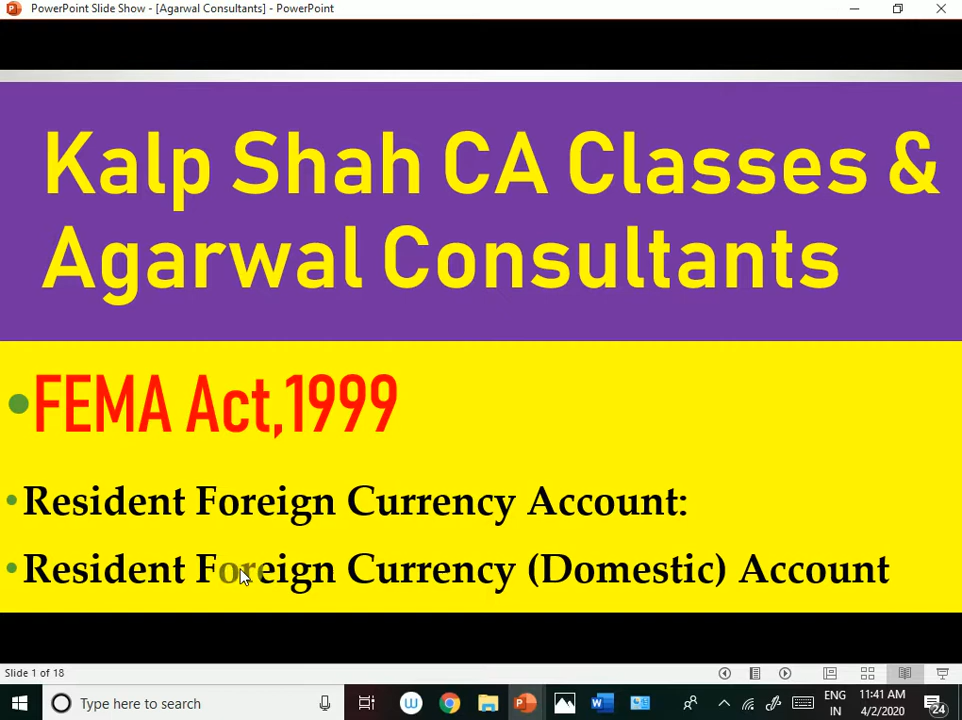 PowerPoint Slide Show - [Agarwal Consultants] - PowerPoint
Kalp Shah CA Classes &
Agarwal Consultants
•FEMA Act,1999
•Resident Foreign Currency Account:
•Resident Foreign Currency (Domestic) Account
Slide 1 of 18
Type here to search
ENG
IN
11:41 AM
4/2/2020
24